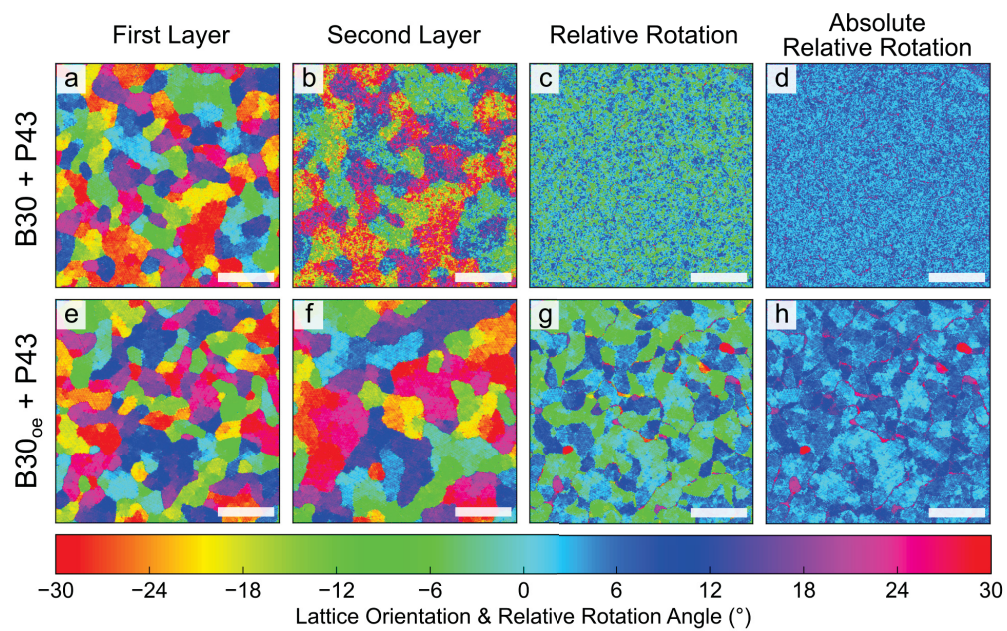 First Layer
Second Layer
Relative Rotation
Absolute
Relative Rotation
B30 + P43
a
b
c
d
B30oe + P43
e
f
g
h
−30
−24
−18
−12
−6
0
6
12
18
24
30
Lattice Orientation & Relative Rotation Angle (°)